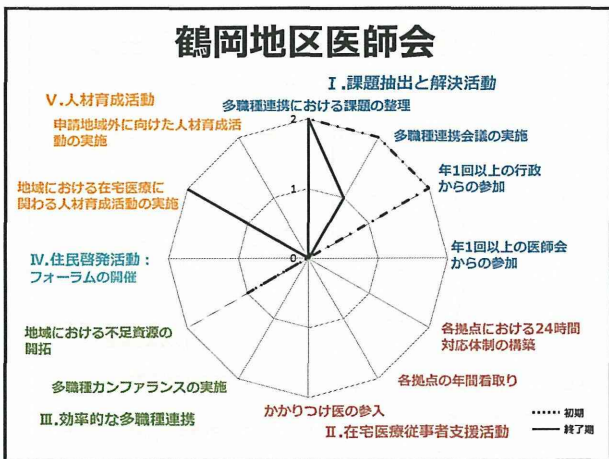 鶴岡地区医師会
Ⅰ.課題抽出と解決活動
多職種連携における課題の整理
多職種連携会議の実施
年1回以上の行政
からの参加
年1回以上の医師会
からの参加
各拠点における24時間
対応体制の構築
各拠点の年間看取り
かかりつけ医の参入
Ⅱ.在宅医療従事者支援活動
Ⅲ.効率的な多職種連携
多職種カンファランスの実施
地域における不足資源の
開拓
Ⅳ.住民啓発活動：
フォーラムの開催
地域における在宅医療に
関わる人材育成活動の実施
申請地域外に向けた人材育成活
動の実施
Ⅴ.人材育成活動
2
1
0
初期
終了期